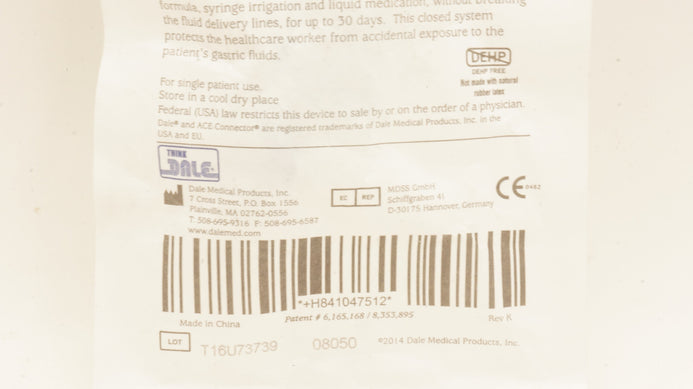 formula, syringe irrigation and liquid medication, without breaking
the fluid delivery lines, for up to 30 days. This closed system
protects the healthcare worker from accidental exposure to the
patient's gastric fluids.
DEHP
DEHP FREE
Not made with natural
rubber latex
For single patient use.
Store in a cool dry place
Federal (USA) law restricts this device to sale by or on the order of a physician.
Dale® and ACE Connector® are registered trademarks of Dale Medical Products, Inc. in the
USA and EU.
THINK
DALE®
Dale Medical Products, Inc.
7 Cross Street, P.O. Box 1556
Plainville, MA 02762-0556
T: 508-695-9316 F: 508-695-6587
www.dalemed.com
EC REP
MDSS GmbH
Schiffgraben 41
D-30175 Hannover, Germany
CE 0482
*+H841047512*
Made in China
Patent # 6,165,168 / 8,353,895
Rev K
LOT
T16U73739
08050
©2014 Dale Medical Products, Inc.